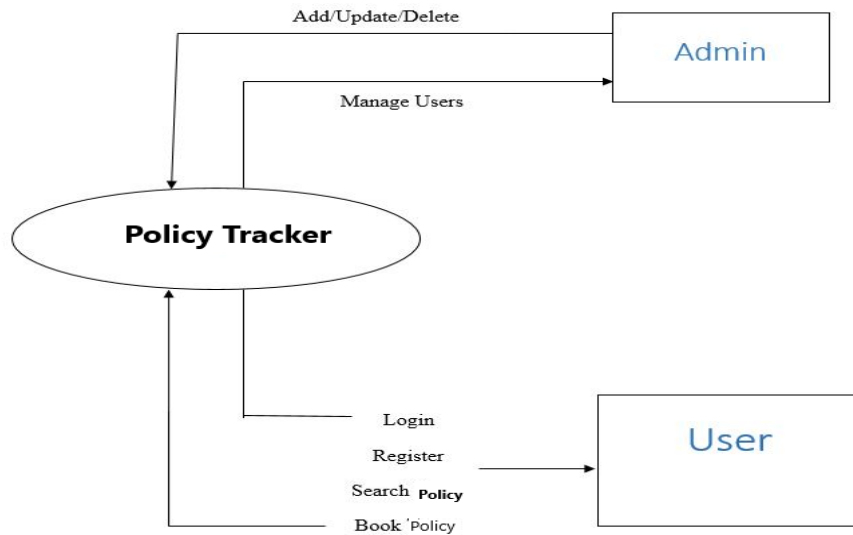 Add/Update/Delete
Admin
Manage Users
Policy Tracker
Login
User
Register
Search Policy
Book 'Policy